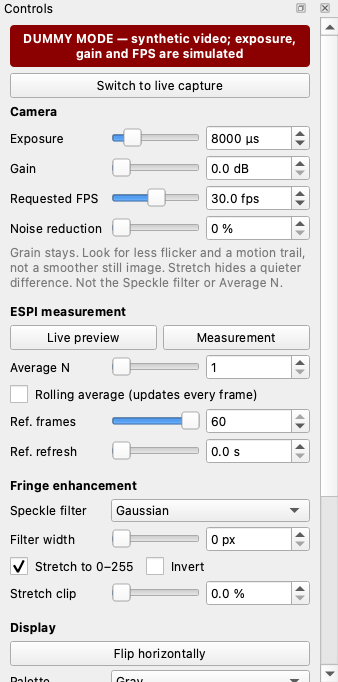 Controls
DUMMY MODE — synthetic video; exposure,
gain and FPS are simulated
Switch to live capture
Camera
Exposure 8000 µs
Gain 0.0 dB
Requested FPS 30.0 fps
Noise reduction 0 %
Grain stays. Look for less flicker and a motion trail,
not a smoother still image. Stretch hides a quieter
difference. Not the Speckle filter or Average N.
ESPI measurement
Live preview Measurement
Average N 1
Rolling average (updates every frame)
Ref. frames 60
Ref. refresh 0.0 s
Fringe enhancement
Speckle filter Gaussian
Filter width 0 px
Stretch to 0–255 Invert
Stretch clip 0.0 %
Display
Flip horizontally
Palette Gray